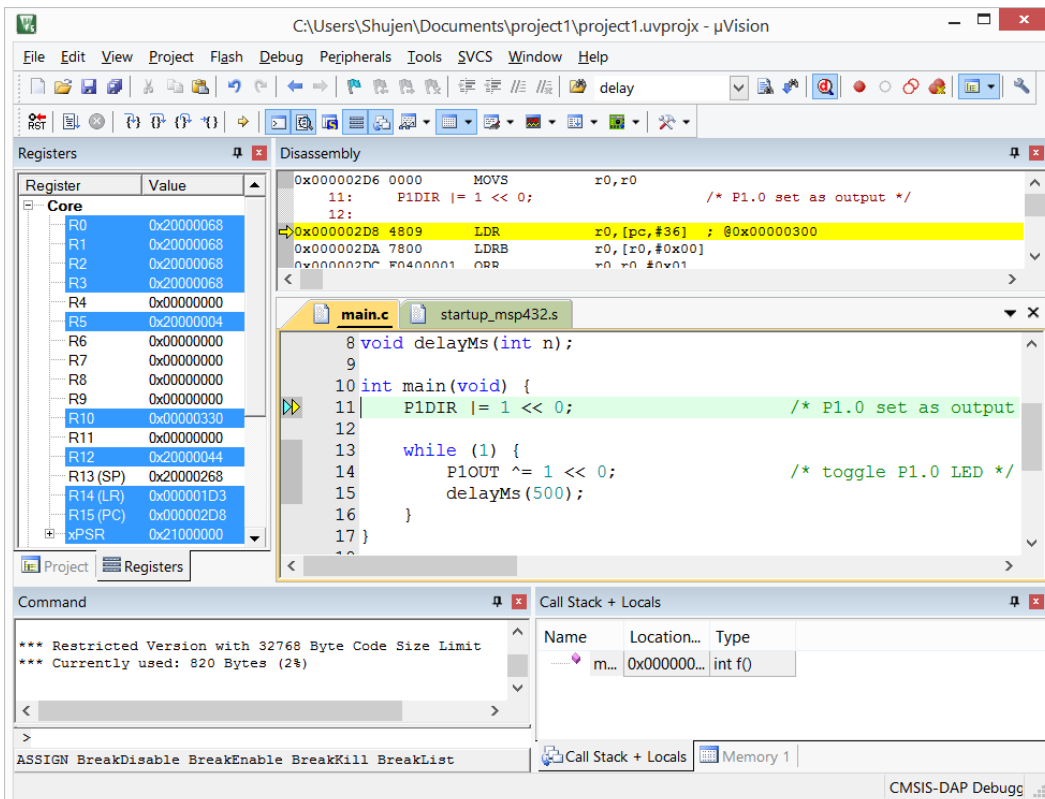 C:\Users\Shujen\Documents\project1\project1.uvprojx - µVision
File Edit View Project Flash Debug Peripherals Tools SVCS Window Help
delay
RST
Registers
Register Value
Core
R0 0x20000068
R1 0x20000068
R2 0x20000068
R3 0x20000068
R4 0x00000000
R5 0x20000004
R6 0x00000000
R7 0x00000000
R8 0x00000000
R9 0x00000000
R10 0x00000330
R11 0x00000000
R12 0x20000044
R13 (SP) 0x20000268
R14 (LR) 0x000001D3
R15 (PC) 0x000002D8
xPSR 0x21000000
Project Registers
Disassembly
0x000002D6 0000 MOVS r0,r0
11: P1DIR |= 1 << 0; /* P1.0 set as output */
12:
0x000002D8 4809 LDR r0,[pc,#36] ; @0x00000300
0x000002DA 7800 LDRB r0,[r0,#0x00]
0x000002DC F0400001 ORR r0,r0,#0x01
main.c startup_msp432.s
8 void delayMs(int n);
9
10 int main(void) {
11 P1DIR |= 1 << 0; /* P1.0 set as output
12
13 while (1) {
14 P1OUT ^= 1 << 0; /* toggle P1.0 LED */
15 delayMs(500);
16 }
17 }
Command
*** Restricted Version with 32768 Byte Code Size Limit
*** Currently used: 820 Bytes (2%)
>
ASSIGN BreakDisable BreakEnable BreakKill BreakList
Call Stack + Locals
Name Location... Type
m... 0x000000... int f()
Call Stack + Locals Memory 1
CMSIS-DAP Debugg